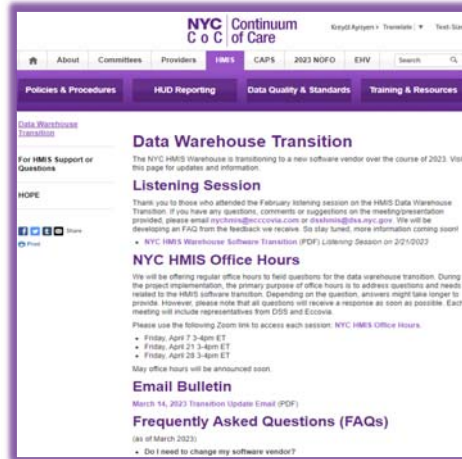 NYC Continuum
C o C of Care
Kreyòl Ayisyen Translate Text-Size
About Committees Providers HMIS CAPS 2023 NOFO EHV Search
Policies & Procedures HUD Reporting Data Quality & Standards Training & Resources
Data Warehouse
Transition
For HMIS Support or
Questions
HOPE
Share
Print
Data Warehouse Transition
The NYC HMIS Warehouse is transitioning to a new software vendor over the course of 2023. Visit
this page for updates and information.
Listening Session
Thank you to those who attended the February listening session on the HMIS Data Warehouse
Transition. If you have any questions, comments or suggestions on the meeting/presentation
provided, please email nychmis@eccovia.com or dsshmis@dss.nyc.gov. We will be
developing an FAQ from the feedback we receive. So stay tuned, more information coming soon!
• NYC HMIS Warehouse Software Transition (PDF) Listening Session on 2/21/2023
NYC HMIS Office Hours
We will be offering regular office hours to field questions for the data warehouse transition. During
the project implementation, the primary purpose of office hours is to address questions and needs
related to the HMIS software transition. Depending on the question, answers might take longer to
provide. However, please note that all questions will receive a response as soon as possible. Each
meeting will include representatives from DSS and Eccovia.
Please use the following Zoom link to access each session: NYC HMIS Office Hours.
• Friday, April 7 3-4pm ET
• Friday, April 21 3-4pm ET
• Friday, April 28 3-4pm ET
May office hours will be announced soon.
Email Bulletin
March 14, 2023 Transition Update Email (PDF)
Frequently Asked Questions (FAQs)
(as of March 2023)
• Do I need to change my software vendor?